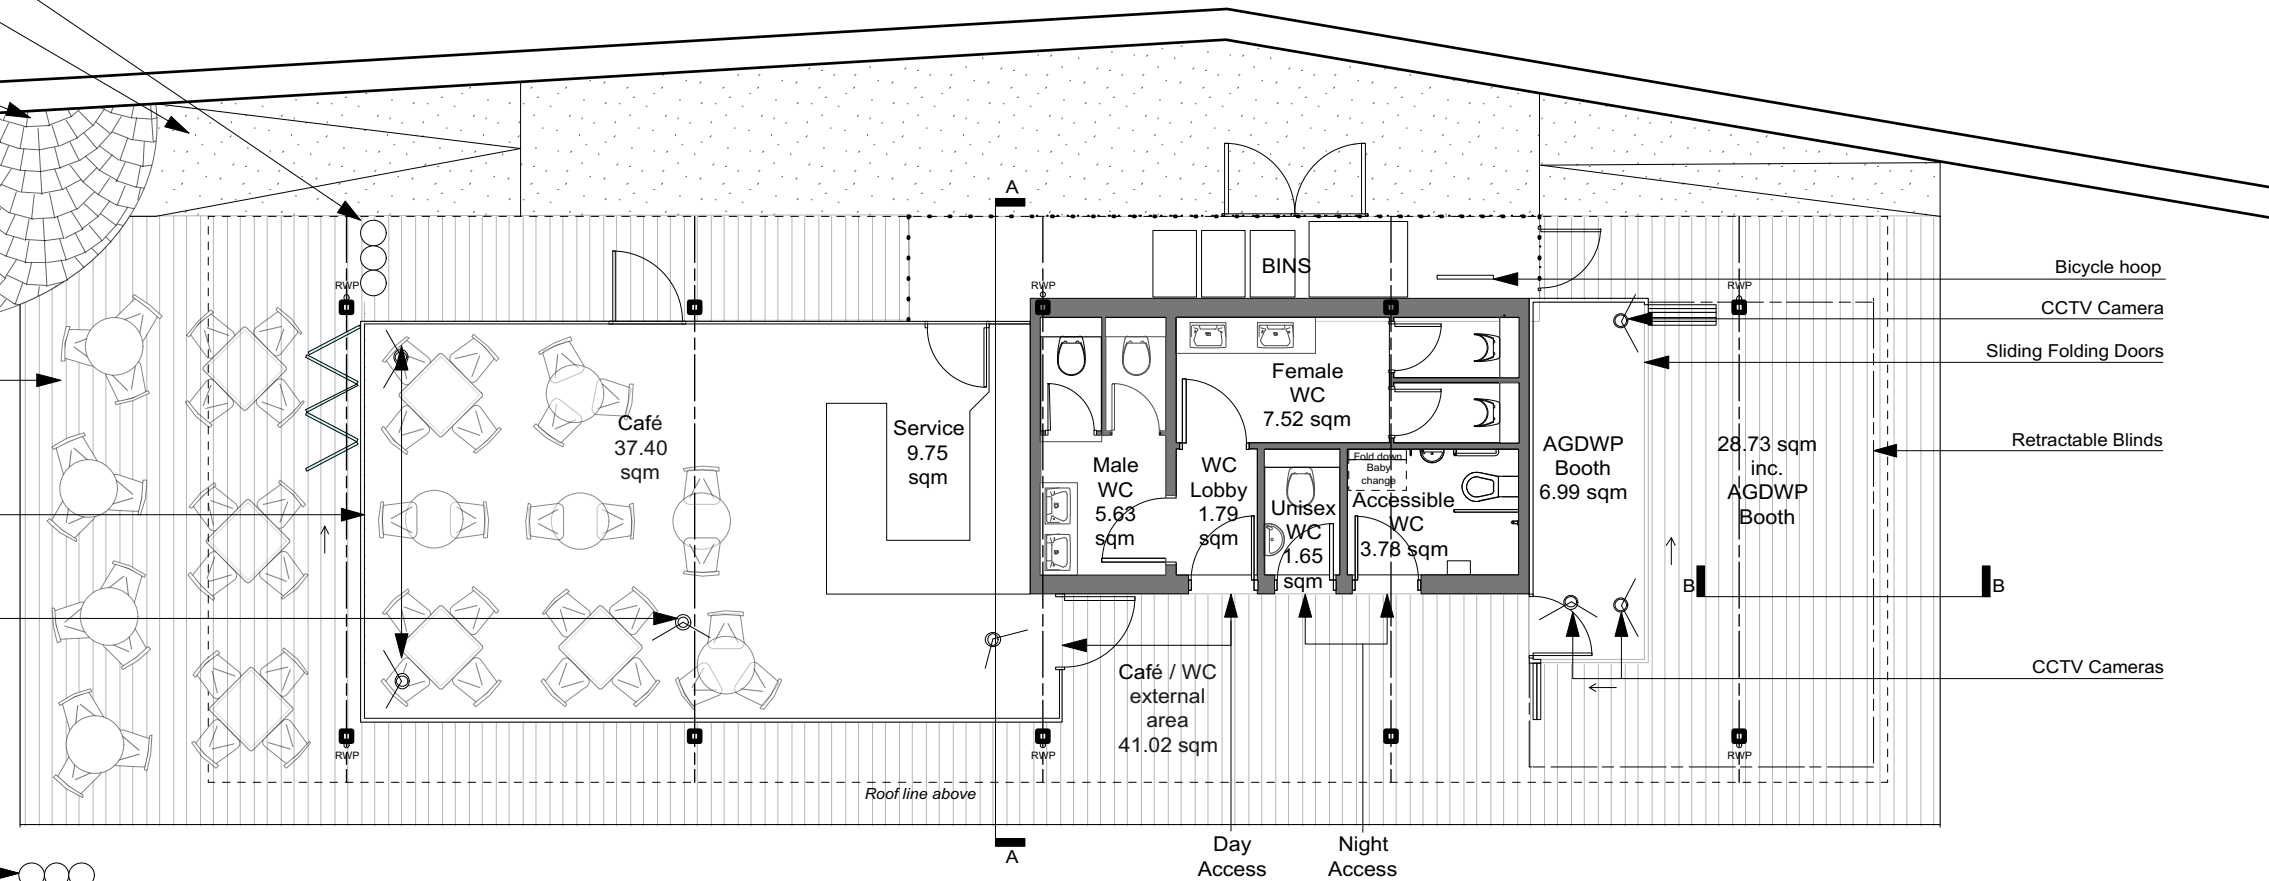 A
RWP
RWP
RWP
BINS
Bicycle hoop
CCTV Camera
Sliding Folding Doors
Retractable Blinds
Café
37.40
sqm
Service
9.75
sqm
Male
WC
5.63
sqm
WC
Lobby
1.79
sqm
Female
WC
7.52 sqm
Unisex
WC
1.65
sqm
Fold down
Baby
change
Accessible
WC
3.78 sqm
AGDWP
Booth
6.99 sqm
28.73 sqm
inc.
AGDWP
Booth
B
B
CCTV Cameras
Café / WC
external
area
41.02 sqm
RWP
RWP
RWP
Roof line above
A
Day
Access
Night
Access